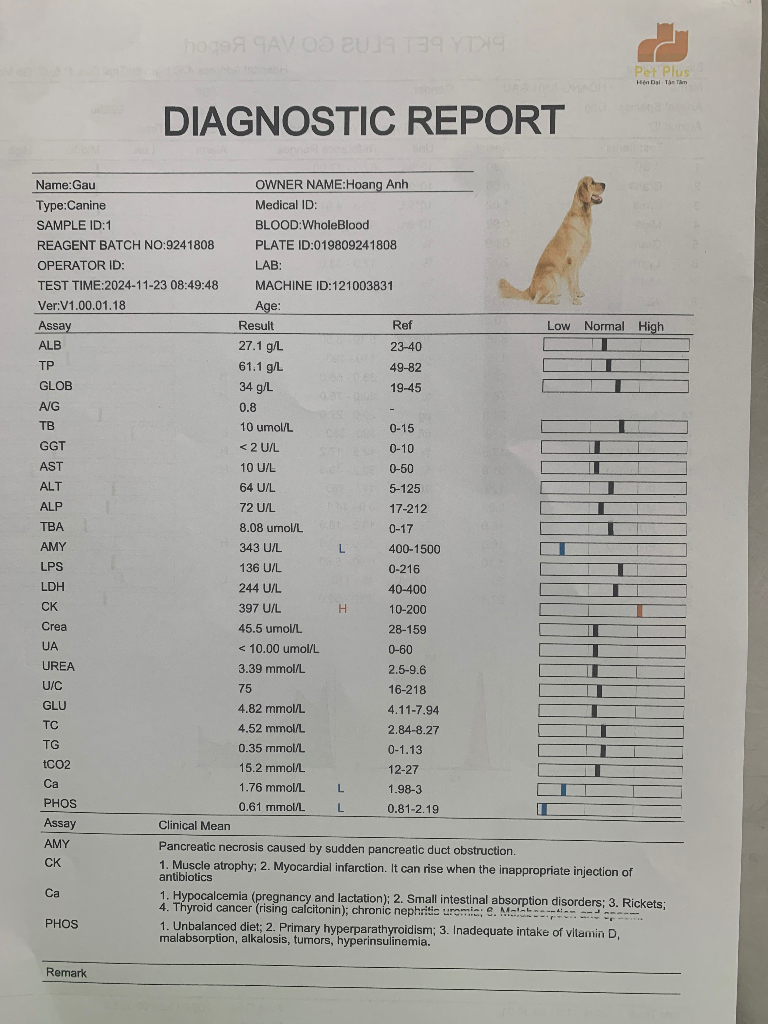 Pet Plus
Hiện Đại - Tận Tâm
DIAGNOSTIC REPORT
Name:Gau OWNER NAME:Hoang Anh
Type:Canine Medical ID:
SAMPLE ID:1 BLOOD:WholeBlood
REAGENT BATCH NO:9241808 PLATE ID:019809241808
OPERATOR ID: LAB:
TEST TIME:2024-11-23 08:49:48 MACHINE ID:121003831
Ver:V1.00.01.18 Age:
Assay Result Ref Low Normal High
ALB 27.1 g/L 23-40
TP 61.1 g/L 49-82
GLOB 34 g/L 19-45
A/G 0.8 -
TB 10 umol/L 0-15
GGT < 2 U/L 0-10
AST 10 U/L 0-50
ALT 64 U/L 5-125
ALP 72 U/L 17-212
TBA 8.08 umol/L 0-17
AMY 343 U/L L 400-1500
LPS 136 U/L 0-216
LDH 244 U/L 40-400
CK 397 U/L H 10-200
Crea 45.5 umol/L 28-159
UA < 10.00 umol/L 0-60
UREA 3.39 mmol/L 2.5-9.6
U/C 75 16-218
GLU 4.82 mmol/L 4.11-7.94
TC 4.52 mmol/L 2.84-8.27
TG 0.35 mmol/L 0-1.13
tCO2 15.2 mmol/L 12-27
Ca 1.76 mmol/L L 1.98-3
PHOS 0.61 mmol/L L 0.81-2.19
Assay Clinical Mean
AMY Pancreatic necrosis caused by sudden pancreatic duct obstruction.
CK 1. Muscle atrophy; 2. Myocardial infarction. It can rise when the inappropriate injection of
antibiotics
Ca 1. Hypocalcemia (pregnancy and lactation); 2. Small intestinal absorption disorders; 3. Rickets;
4. Thyroid cancer (rising calcitonin); chronic nephritic uremia; 6. Malabsorption and
PHOS 1. Unbalanced diet; 2. Primary hyperparathyroidism; 3. Inadequate intake of vitamin D,
malabsorption, alkalosis, tumors, hyperinsulinemia.
Remark